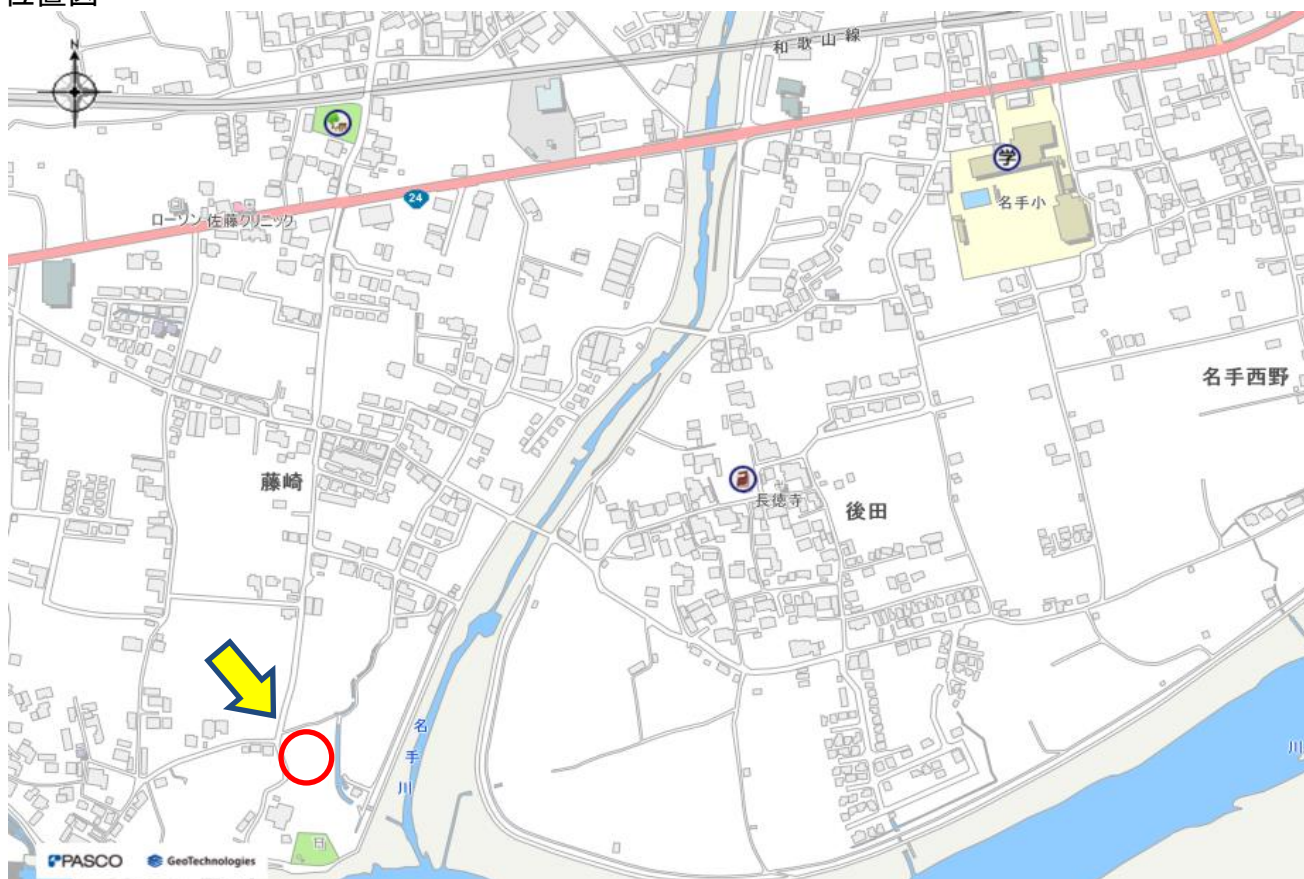 位置図
N
和歌山線
学
24
名手小
ローソン 佐藤クリニック
名手西野
藤崎
長徳寺
後田
名手川
川
PASCO
GeoTechnologies